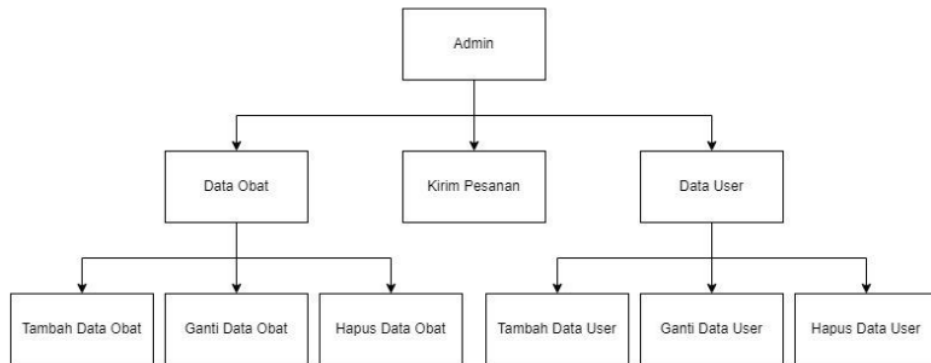 Admin
Data Obat
Kirim Pesanan
Data User
Tambah Data Obat
Ganti Data Obat
Hapus Data Obat
Tambah Data User
Ganti Data User
Hapus Data User